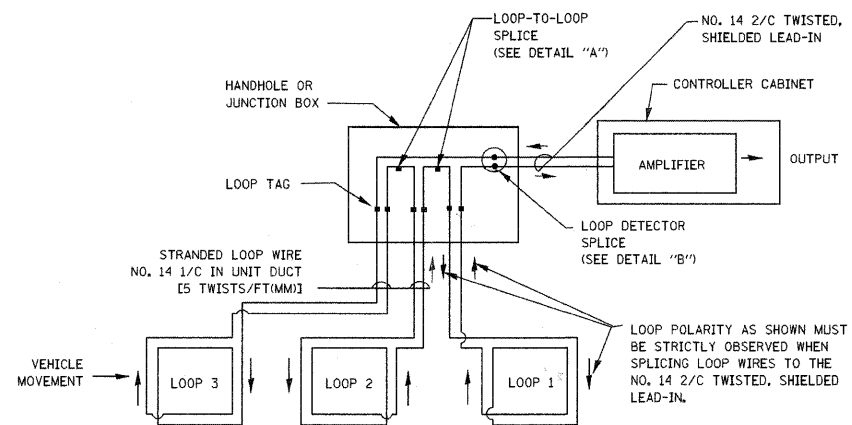 LOOP-TO-LOOP
SPLICE
(SEE DETAIL "A")
NO. 14 2/C TWISTED,
SHIELDED LEAD-IN
HANDHOLE OR
JUNCTION BOX
CONTROLLER CABINET
AMPLIFIER
OUTPUT
LOOP TAG
LOOP DETECTOR
SPLICE
(SEE DETAIL "B")
STRANDED LOOP WIRE
NO. 14 1/C IN UNIT DUCT
[5 TWISTS/FT(MM)]
LOOP POLARITY AS SHOWN MUST
BE STRICTLY OBSERVED WHEN
SPLICING LOOP WIRES TO THE
NO. 14 2/C TWISTED, SHIELDED
LEAD-IN.
VEHICLE
MOVEMENT
LOOP 3
LOOP 2
LOOP 1